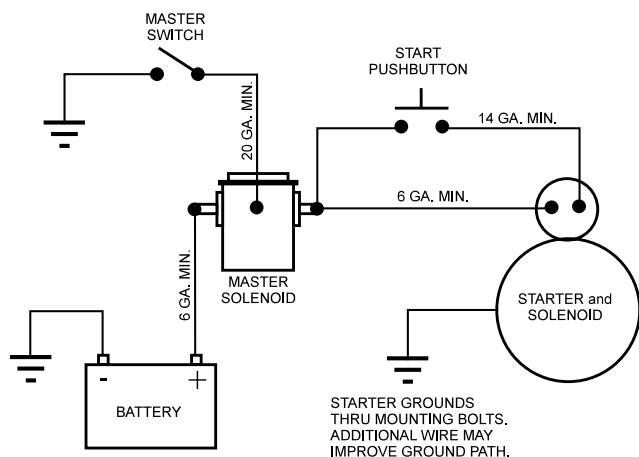 MASTER
SWITCH
START
PUSHBUTTON
20 GA. MIN.
14 GA. MIN.
6 GA. MIN.
6 GA. MIN.
MASTER
SOLENOID
STARTER and
SOLENOID
- +
BATTERY
STARTER GROUNDS
THRU MOUNTING BOLTS.
ADDITIONAL WIRE MAY
IMPROVE GROUND PATH.